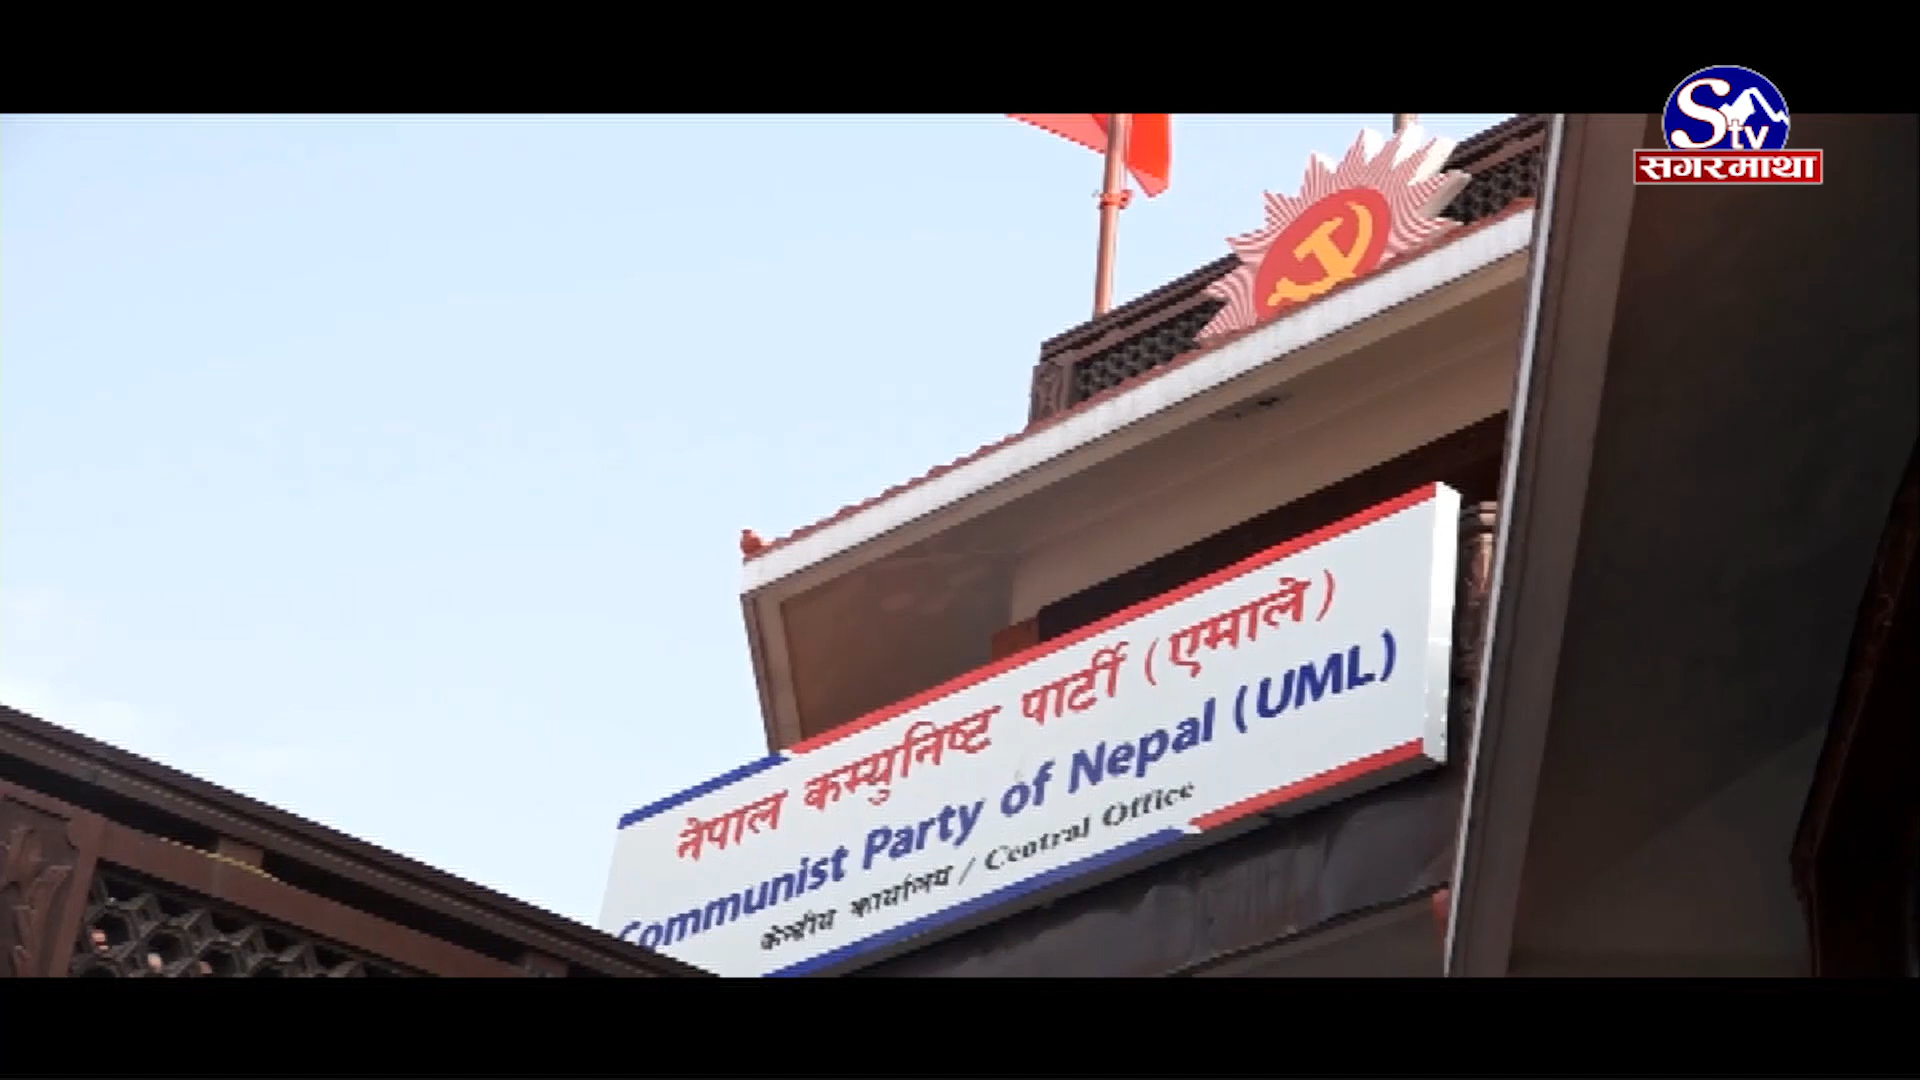 Stv
सगरमाथा
नेपाल कम्युनिष्ट पार्टी (एमाले)
Communist Party of Nepal (UML)
केन्द्रीय कार्यालय / Central Office